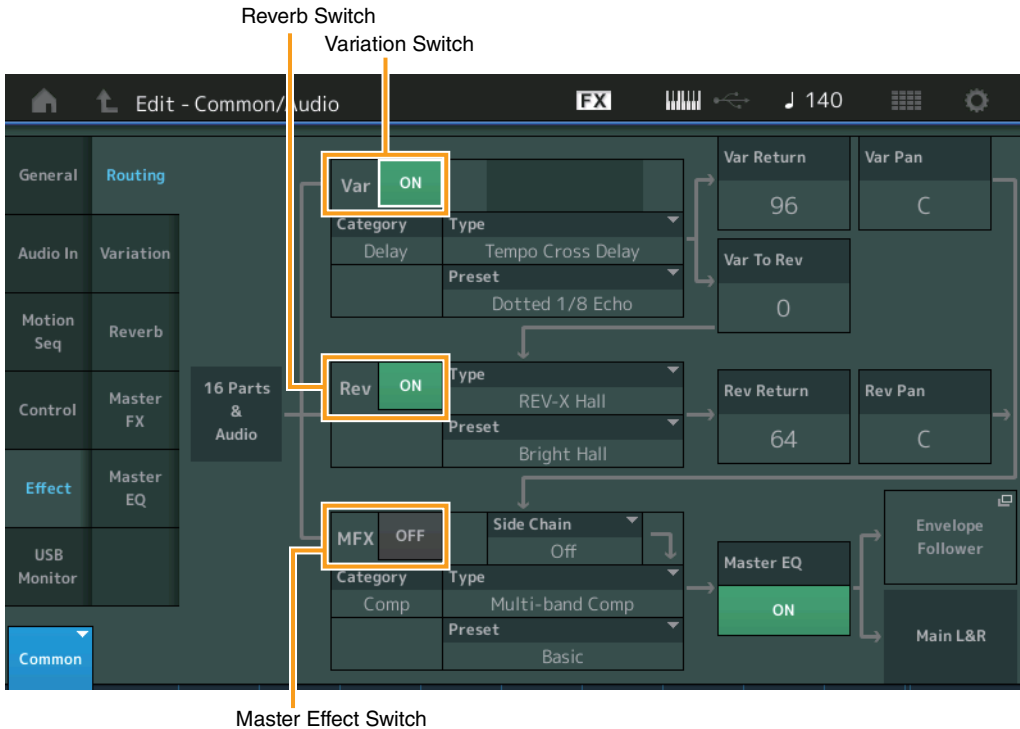 Reverb Switch
Variation Switch
Edit - Common/Audio
FX
♩ 140
General
Routing
Audio In
Variation
Motion
Seq
Reverb
Control
Master
FX
Effect
Master
EQ
USB
Monitor
Common
16 Parts
&
Audio
Var
ON
Category
Delay
Type
Tempo Cross Delay
Preset
Dotted 1/8 Echo
Var Return
96
Var Pan
C
Var To Rev
0
Rev
ON
Type
REV-X Hall
Preset
Bright Hall
Rev Return
64
Rev Pan
C
MFX
OFF
Side Chain
Off
Category
Comp
Type
Multi-band Comp
Preset
Basic
Master EQ
ON
Envelope
Follower
Main L&R
Master Effect Switch